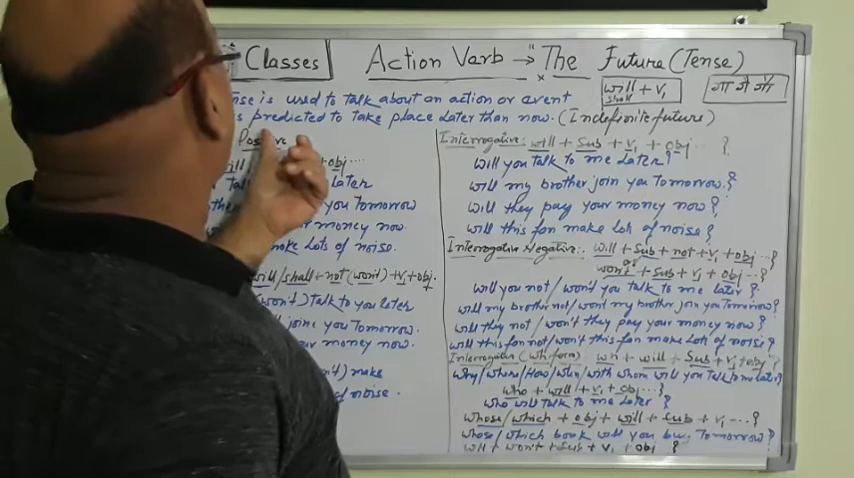 Classes Action Verb → "The Future (Tense)
is used to talk about an action or event
will shall + V1
गा गे गी
predicted to take place later than now. (Indefinite future)
+ obj...
later
you tomorrow
money now
make lots of noise.
will/shall + not (won't) + V1 + obj.
(won't) talk to you later
join you tomorrow.
your money now.
make
of noise.
Interrogative: will + Sub + V1 + obj... ?
will you talk to me later?
will my brother join you tomorrow?
will they pay your money now?
will this fan make lots of noise?
Interrogative Negative:- will + Sub + not + V1 + obj...?
or
won't + Sub + V1 + obj...?
will you not/won't you talk to me later?
will my brother not/won't my brother join you tomorrow?
will they not/won't they pay your money now?
will this fan not/won't this fan make lots of noise?
Interrogative (wh form) wh + will + Sub + V1 + obj?
why/where/How/when/with whom will you talk to me later?
who + will + V1 + obj...?
who will talk to me later?
whose/which + obj + will + sub + V1 ...?
whose/which book will you buy tomorrow?
will + won't + Sub + V1 + obj ?